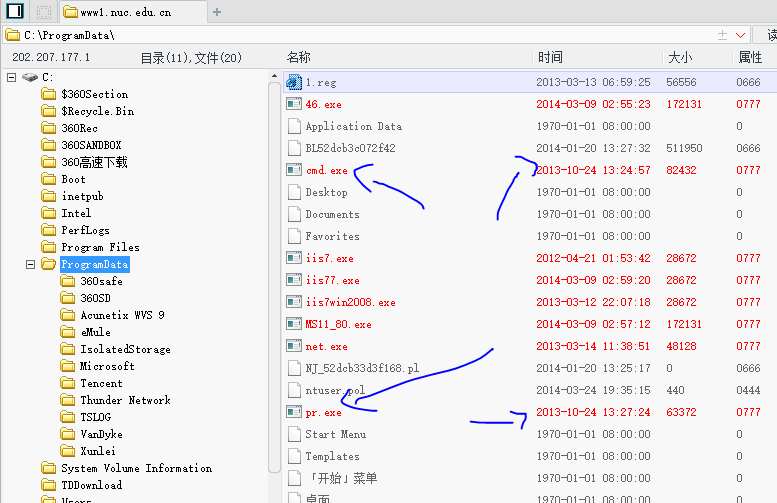 www1.nuc.edu.cn
C:\ProgramData\
读
202.207.177.1 目录(11),文件(20) 名称 时间 大小 属性
C:
$360Section
$Recycle.Bin
360Rec
360SANDBOX
360高速下载
Boot
inetpub
Intel
PerfLogs
Program Files
ProgramData
360safe
360SD
Acunetix WVS 9
eMule
IsolatedStorage
Microsoft
Tencent
Thunder Network
TSLOG
VanDyke
Xunlei
System Volume Information
TDDownload
Users
1.reg 2013-03-13 06:59:25 56556 0666
46.exe 2014-03-09 02:55:23 172131 0777
Application Data 1970-01-01 08:00:00 0
BL52dcb3c072f42 2014-01-20 13:27:32 511950 0666
cmd.exe 2013-10-24 13:24:57 82432 0777
Desktop 1970-01-01 08:00:00 0
Documents 1970-01-01 08:00:00 0
Favorites 1970-01-01 08:00:00 0
iis7.exe 2012-04-21 01:53:42 28672 0777
iis77.exe 2014-03-09 02:59:20 28672 0777
iis7win2008.exe 2013-03-12 22:07:18 28672 0777
MS11_80.exe 2014-03-09 02:57:12 172131 0777
net.exe 2013-03-14 11:38:51 48128 0777
NJ_52dcb33d3f168.pl 2014-01-20 13:25:17 0 0666
ntuser.pol 2014-03-24 19:35:15 440 0444
pr.exe 2013-10-24 13:27:24 63372 0777
Start Menu 1970-01-01 08:00:00 0
Templates 1970-01-01 08:00:00 0
「开始」菜单 1970-01-01 08:00:00 0
桌面 1970-01-01 08:00:00 0